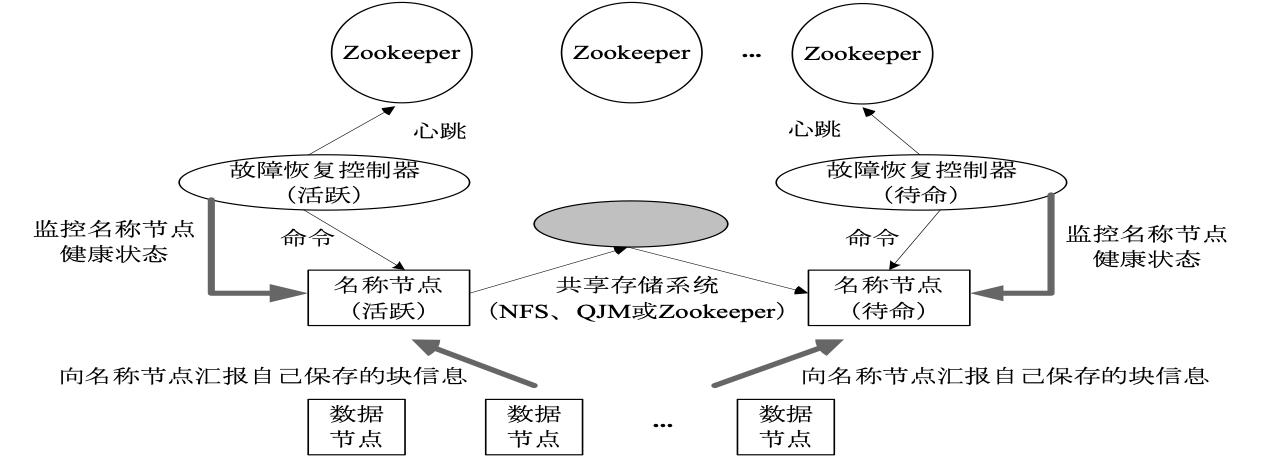 Zookeeper
Zookeeper
...
Zookeeper
心跳
心跳
故障恢复控制器
（活跃）
故障恢复控制器
（待命）
监控名称节点
健康状态
命令
命令
监控名称节点
健康状态
名称节点
（活跃）
共享存储系统
（NFS、QJM或Zookeeper）
名称节点
（待命）
向名称节点汇报自己保存的块信息
向名称节点汇报自己保存的块信息
数据
节点
数据
节点
...
数据
节点